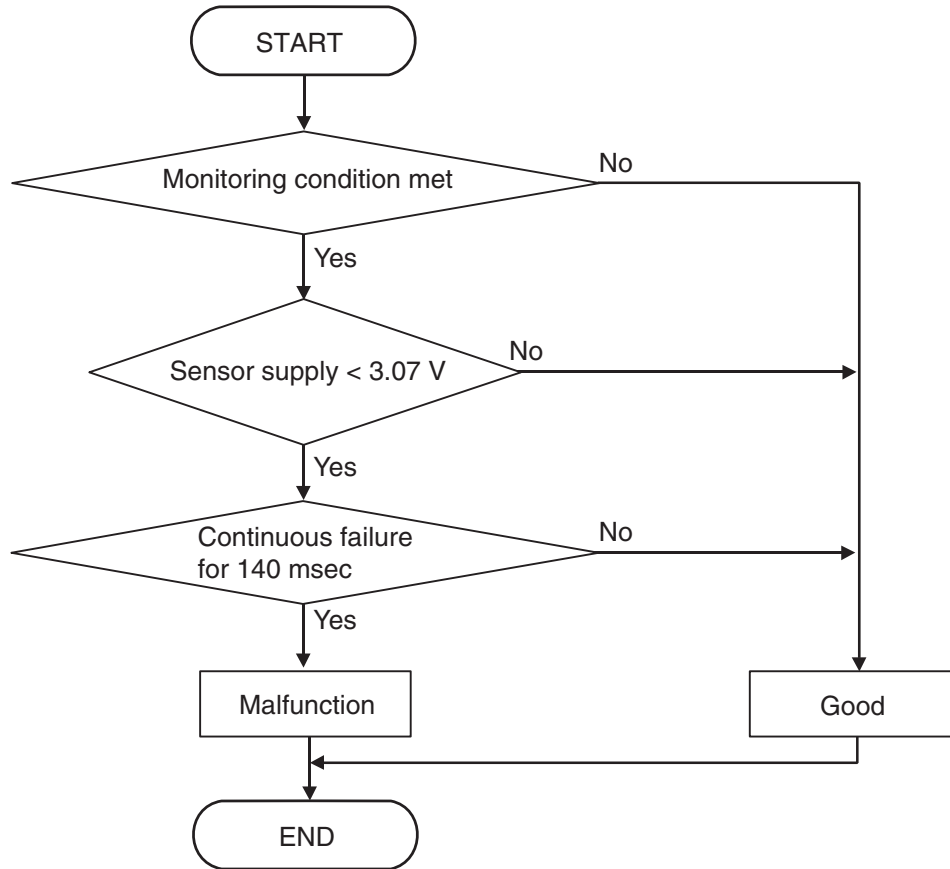 START
Monitoring condition met
No
Yes
Sensor supply < 3.07 V
No
Yes
Continuous failure
for 140 msec
No
Yes
Malfunction
Good
END